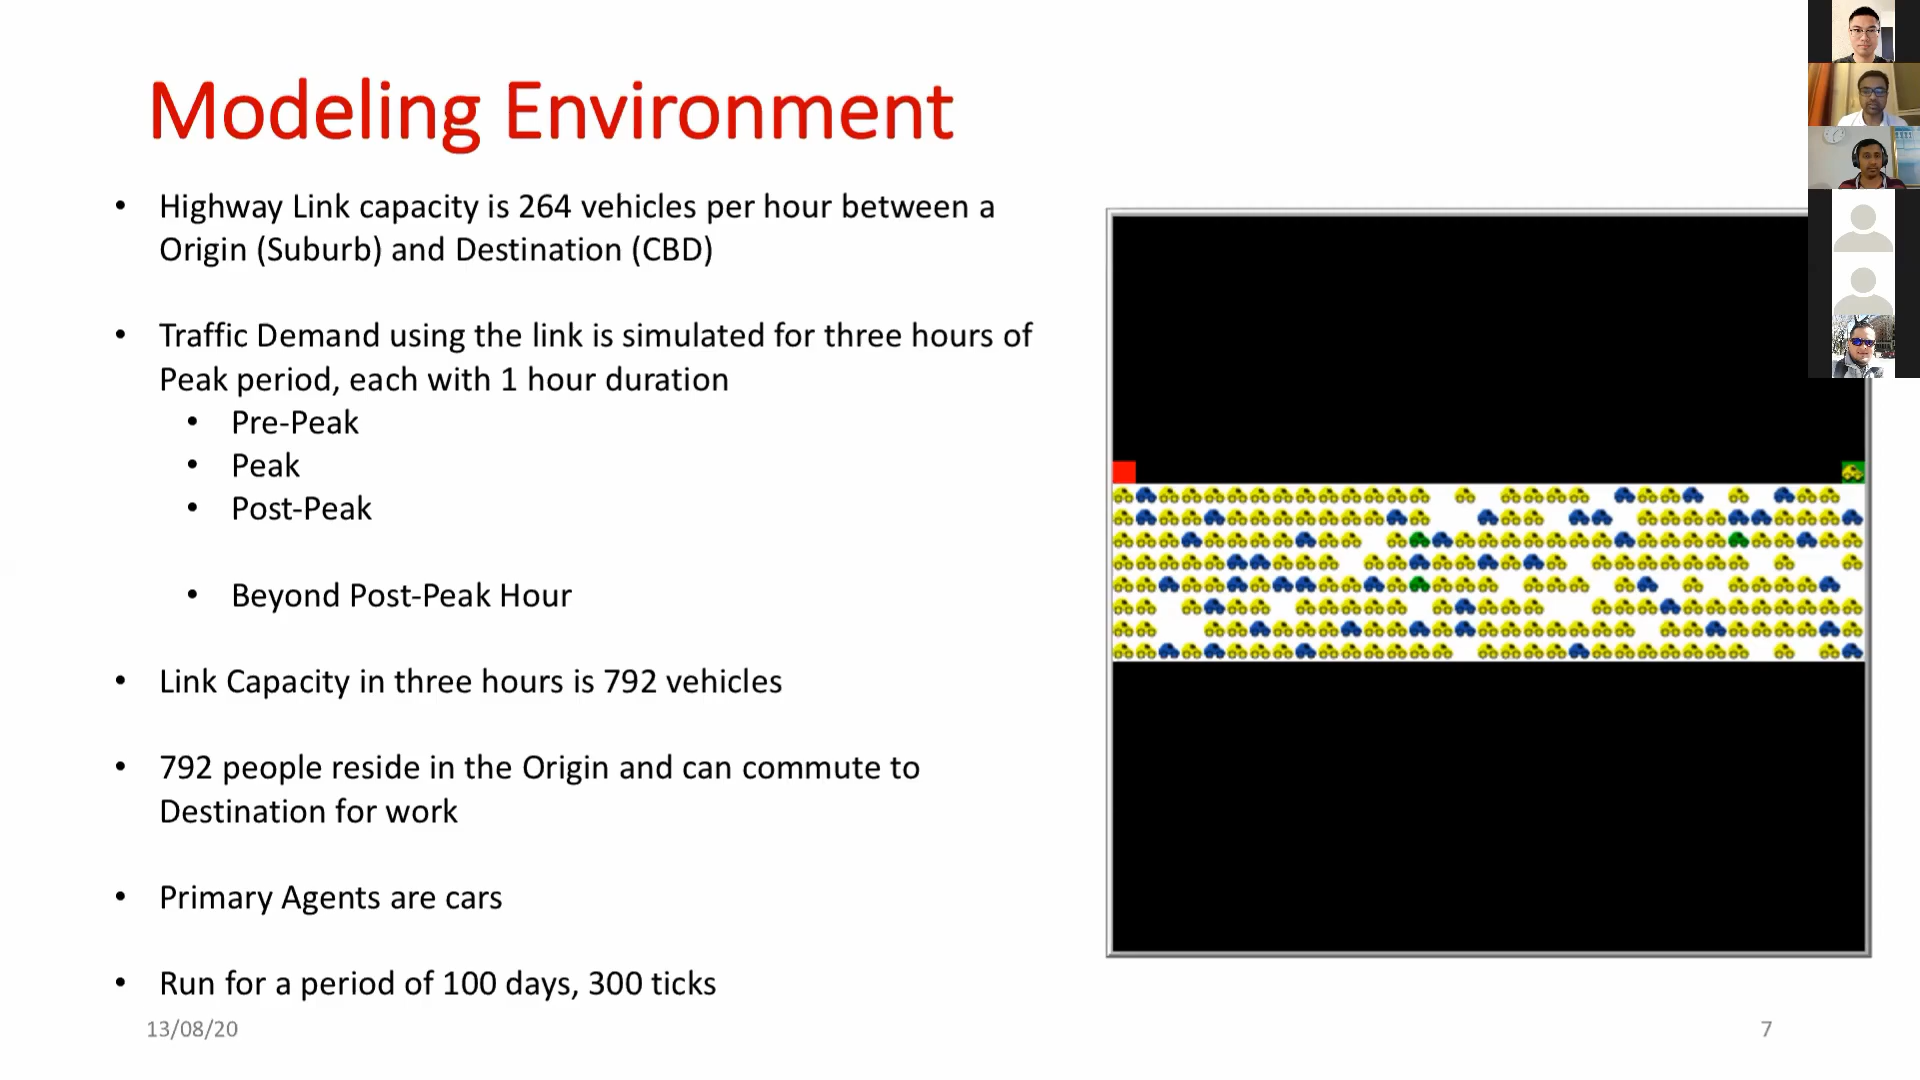 Modeling Environment
• Highway Link capacity is 264 vehicles per hour between a
Origin (Suburb) and Destination (CBD)
• Traffic Demand using the link is simulated for three hours of
Peak period, each with 1 hour duration
• Pre-Peak
• Peak
• Post-Peak
• Beyond Post-Peak Hour
• Link Capacity in three hours is 792 vehicles
• 792 people reside in the Origin and can commute to
Destination for work
• Primary Agents are cars
• Run for a period of 100 days, 300 ticks
13/08/20
7